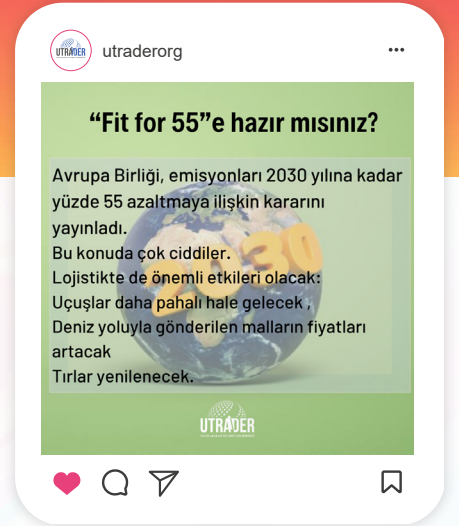 UTRADER
utraderorg
“Fit for 55”e hazır mısınız?
Avrupa Birliği, emisyonları 2030 yılına kadar
yüzde 55 azaltmaya ilişkin kararını
yayınladı.
Bu konuda çok ciddiler.
Lojistikte de önemli etkileri olacak:
Uçuşlar daha pahalı hale gelecek ,
Deniz yoluyla gönderilen malların fiyatları
artacak
Tırlar yenilenecek.
2030
UTRADER